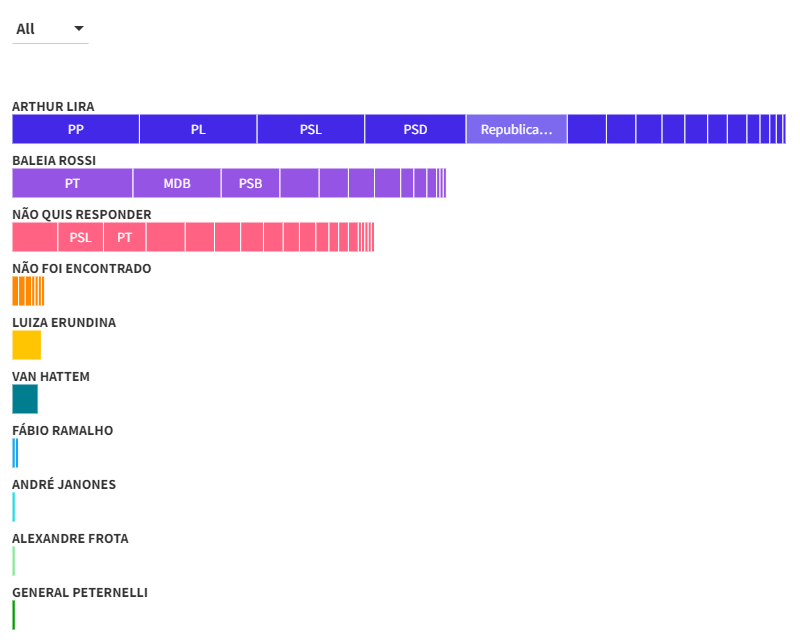 All
ARTHUR LIRA
PP PL PSL PSD Republica...
BALEIA ROSSI
PT MDB PSB
NÃO QUIS RESPONDER
PSL PT
NÃO FOI ENCONTRADO
LUIZA ERUNDINA
VAN HATTEM
FÁBIO RAMALHO
ANDRÉ JANONES
ALEXANDRE FROTA
GENERAL PETERNELLI